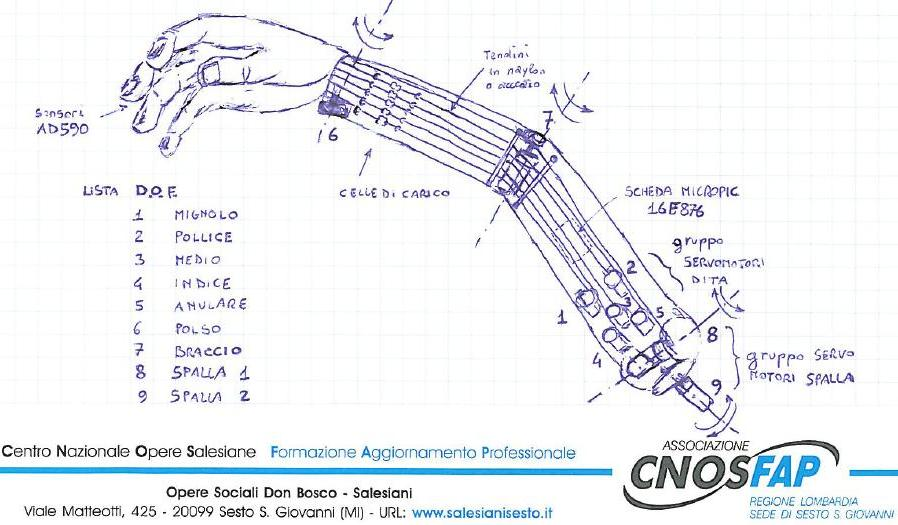 Tendini
in naylon
o acciaio
Sensori
AD590
7
6
CELLE DI CARICO
LISTA D.O.F.
1 MIGNOLO
2 POLLICE
3 MEDIO
4 INDICE
5 ANULARE
6 POLSO
7 BRACCIO
8 SPALLA 1
9 SPALLA 2
SCHEDA MICROPIC
16F876
gruppo
SERVOMOTORI
DITA
2
1
3
5
4
8
9
gruppo SERVO
MOTORI SPALLA
Centro Nazionale Opere Salesiane Formazione Aggiornamento Professionale
Opere Sociali Don Bosco - Salesiani
Viale Matteotti, 425 - 20099 Sesto S. Giovanni (MI) - URL: www.salesianisesto.it
ASSOCIAZIONE
CNOSFAP
REGIONE LOMBARDIA
SEDE DI SESTO S. GIOVANNI